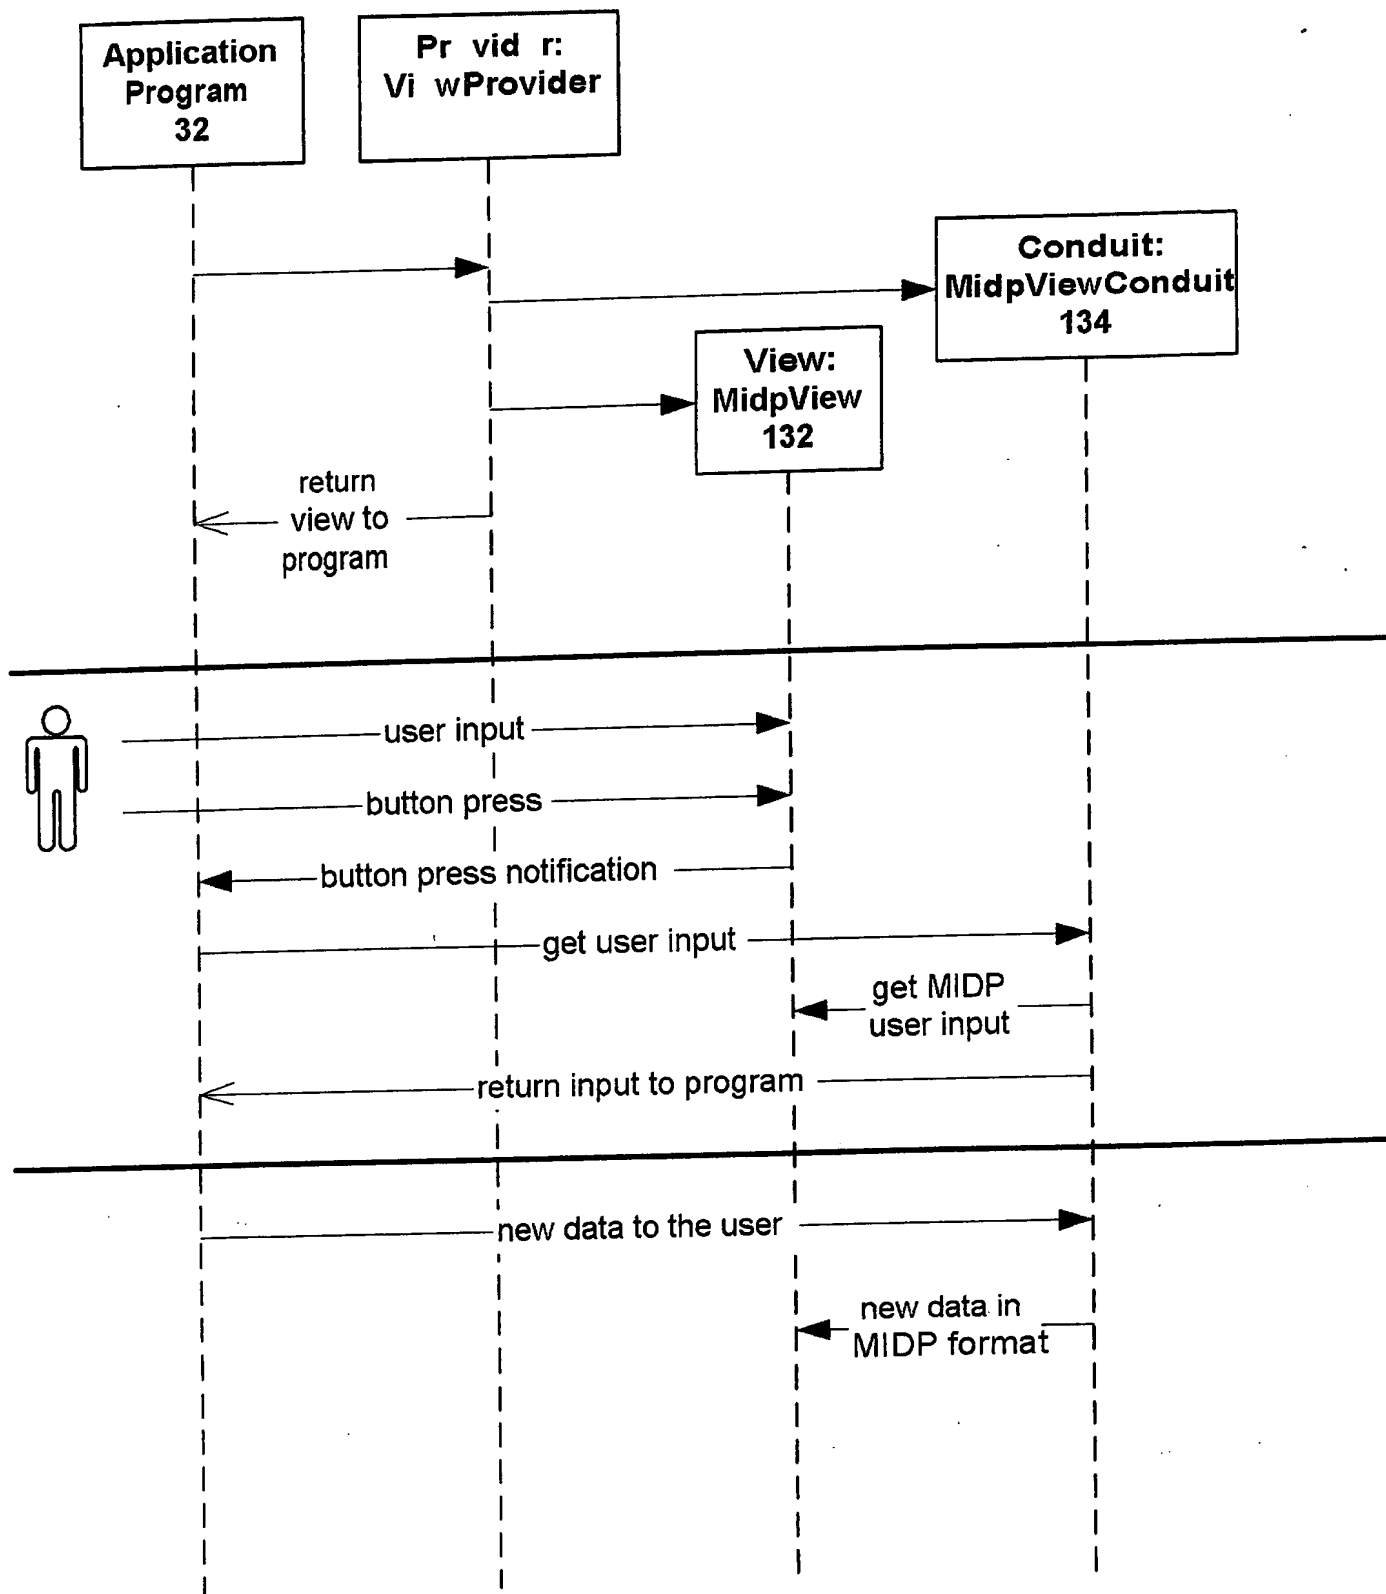 Application
Program
32
Pr vid r:
Vi wProvider
Conduit:
MidpViewConduit
134
View:
MidpView
132
return
view to
program
user input
button press
button press notification
get user input
get MIDP
user input
return input to program
new data to the user
new data in
MIDP format